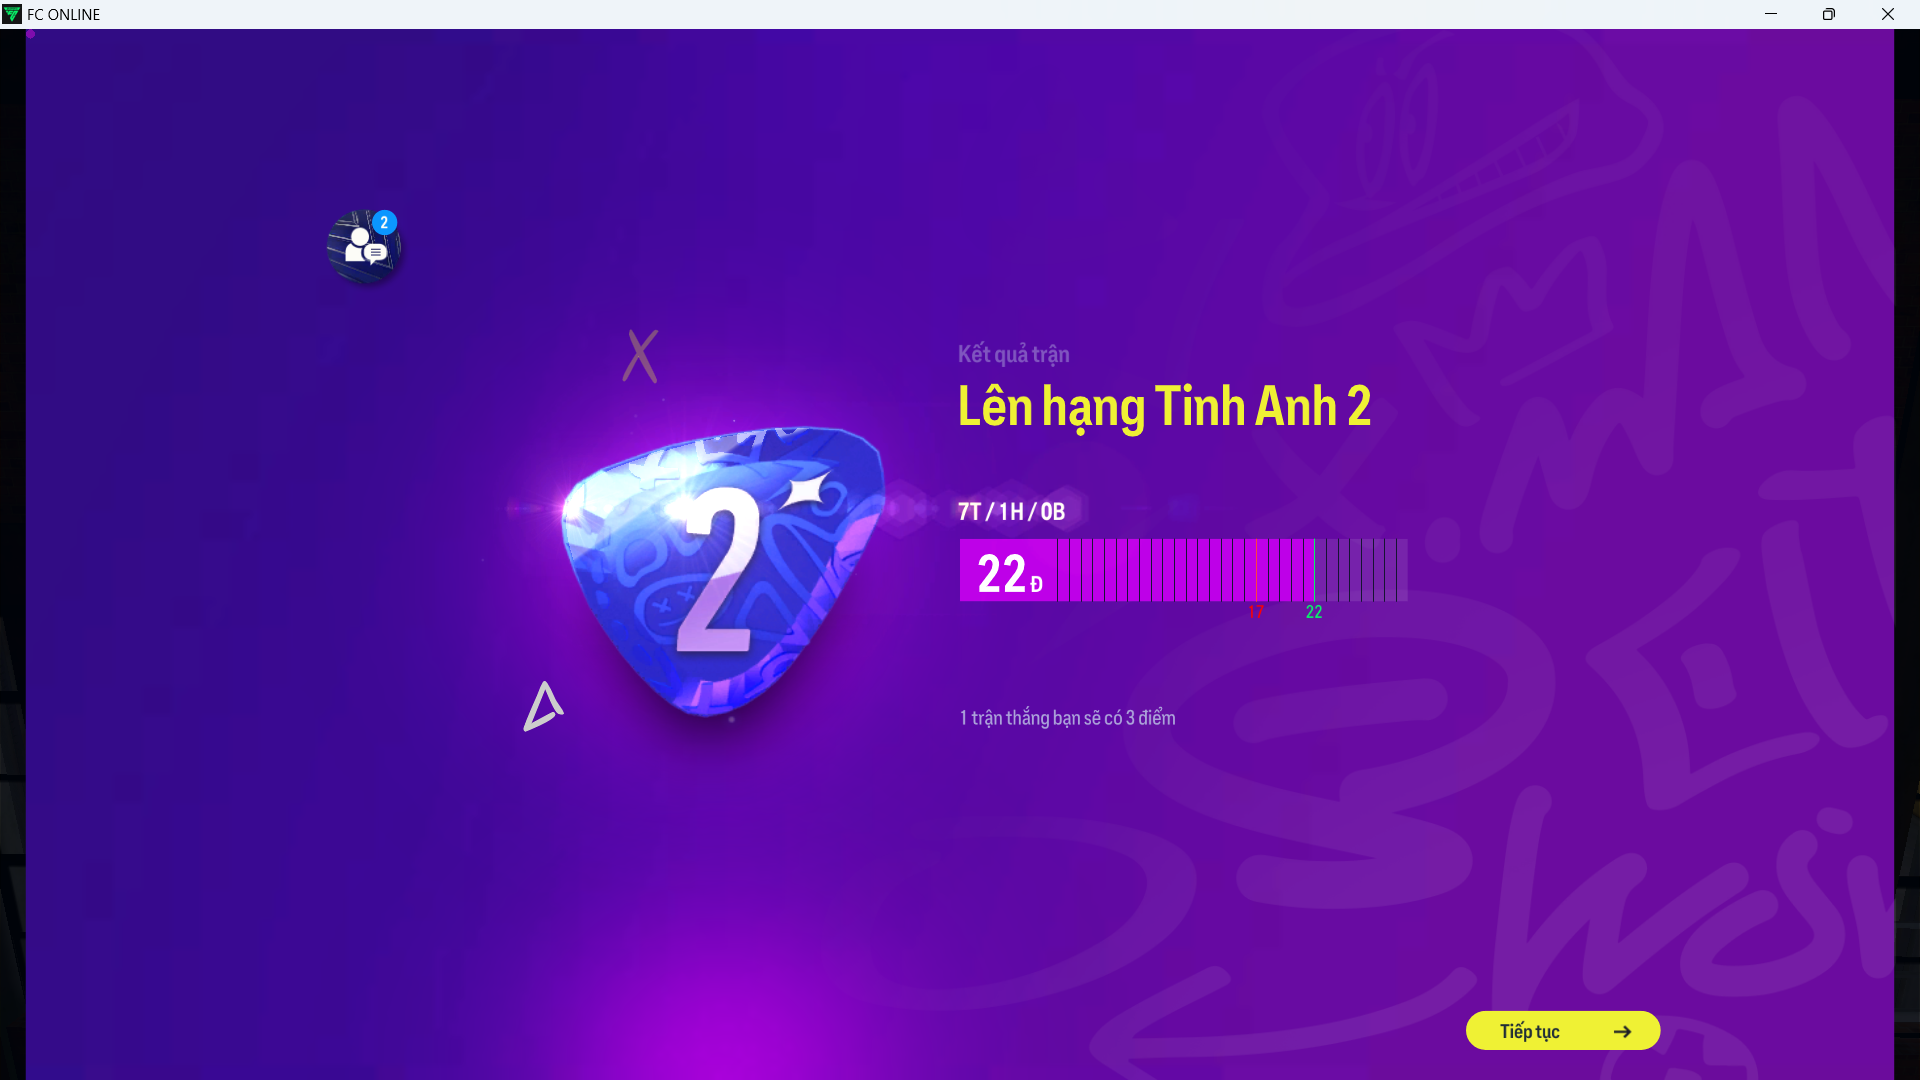 FC ONLINE
2
Kết quả trận
Lên hạng Tinh Anh 2
2
7T / 1H / 0B
22 Đ
17
22
1 trận thắng bạn sẽ có 3 điểm
Tiếp tục